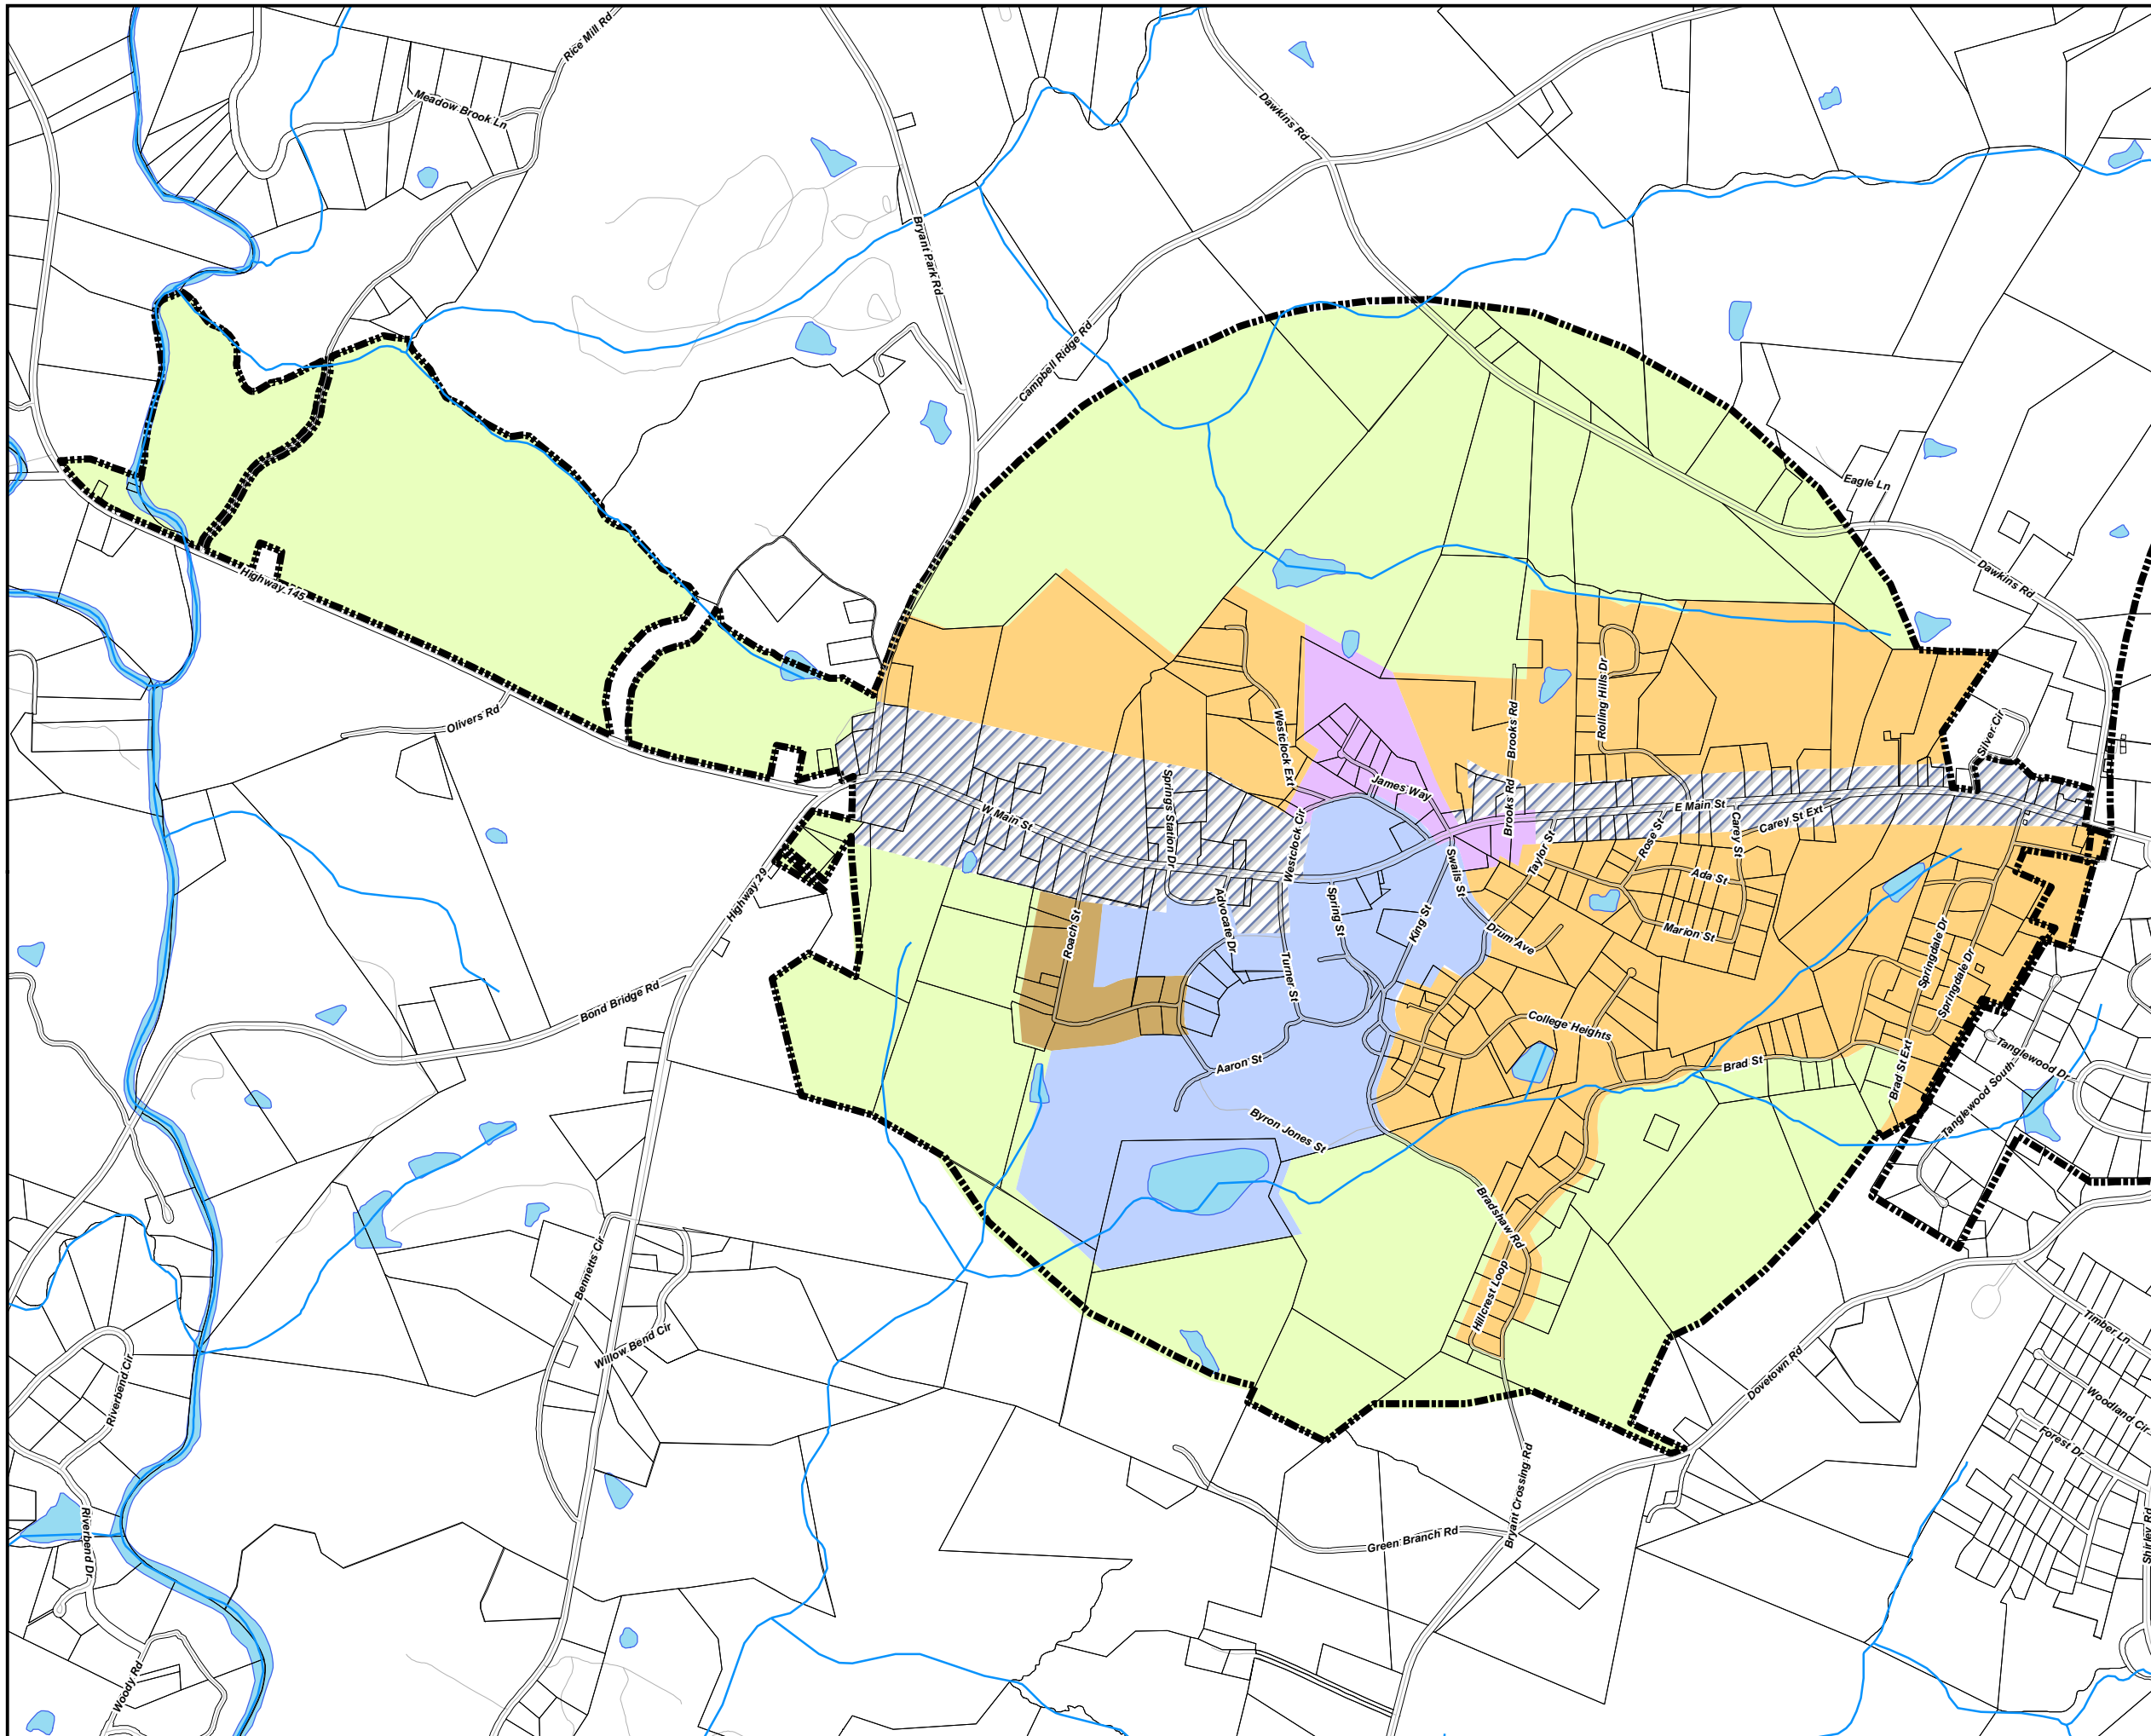 Rice Mill Rd
Meadow Brook Ln
Dawkins Rd
Bryant Park Rd
Campbell Ridge Rd
Eagle Ln
Dawkins Rd
Highway 145
Olivers Rd
Rolling Hills Dr
Brooks Rd
Westclock Ext
Silver Cir
James Way
Springs Station Dr
W Main St
E Main St
Brooks Rd
Carey St Ext
Westclock Cir
Rose St
Carey St
Taylor St
Swails St
Ada St
Highway 29
Advocate Dr
Spring St
King St
Roach St
Drum Ave
Marion St
Springdale Dr
Springdale Dr
Turner St
Bond Bridge Rd
College Heights
Tanglewood Dr
Aaron St
Brad St
Brad St Ext
Tanglewood South
Byron Jones St
Bradshaw Rd
Bennetts Cir
Hillcrest Loop
Timber Ln
Willow Bend Cir
Riverbend Cir
Dovetown Rd
Woodland Cir
Forest Dr
Bryant Crossing Rd
Green Branch Rd
Riverbend Dr
Shirley Rd
Woody Rd